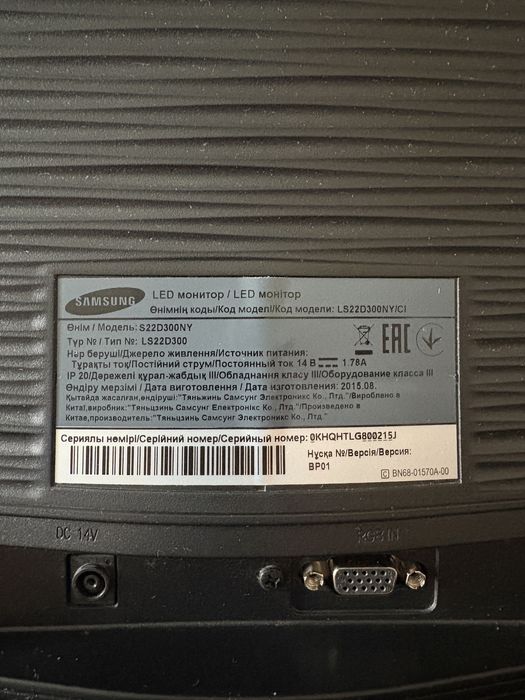 SAMSUNG
LED монитор / LED монітор
Өнімнің коды/Код моделі/Код модели: LS22D300NY/CI
Өнім / Модель: S22D300NY
Түр № / Тип №: LS22D300
Нәр беруші/Джерело живлення/Источник питания:
Тұрақты тоқ/Постійний струм/Постоянный ток 14 В 1.78A
IP 20/Дәрежелі құрал-жабдық III/Обладнання класу III/Оборудование класса III
Өндіру мерзімі / Дата виготовлення / Дата изготовления: 2015.08.
Қытайда жасалған,өндіруші:"Тяньжинь Самсунг Электроникс Ко., Лтд."/Вироблено в
Китаї,виробник:"Тяньцзінь Самсунг Електронікс Ко., Лтд."/Произведено в
Китае,производитель:"Тяньцзинь Самсунг Электроникс Ко., Лтд."
EAC
Сериялы нөмірі/Серійний номер/Серийный номер: 0KHQHTLG800215J
Нұсқа №/Версія/Версия:
BP01
© BN68-01570A-00
DC 14V
RGB IN